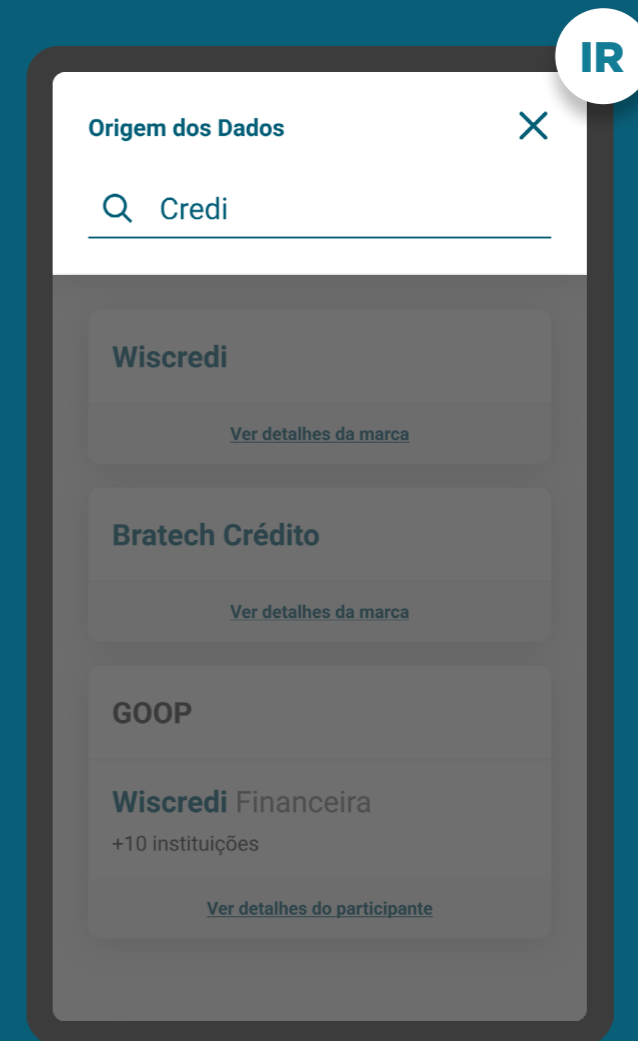 IR
Origem dos Dados
Credi
Wiscredi
Ver detalhes da marca
Bratech Crédito
Ver detalhes da marca
GOOP
Wiscredi Financeira
+10 instituições
Ver detalhes do participante